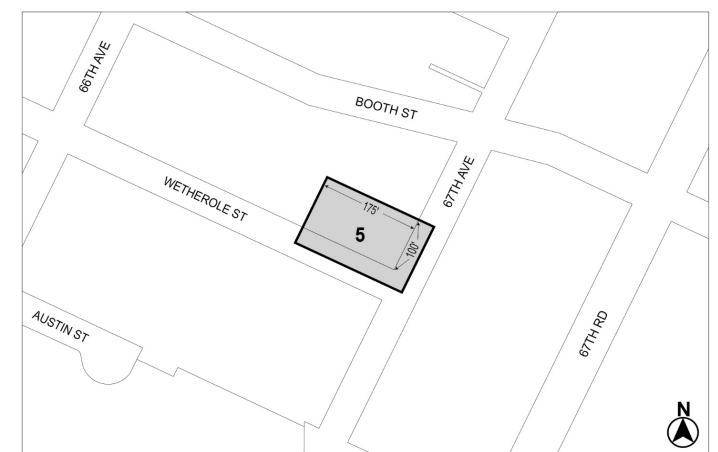 66TH AVE
BOOTH ST
67TH AVE
WETHEROLE ST
175'
5
100'
AUSTIN ST
67TH RD
N